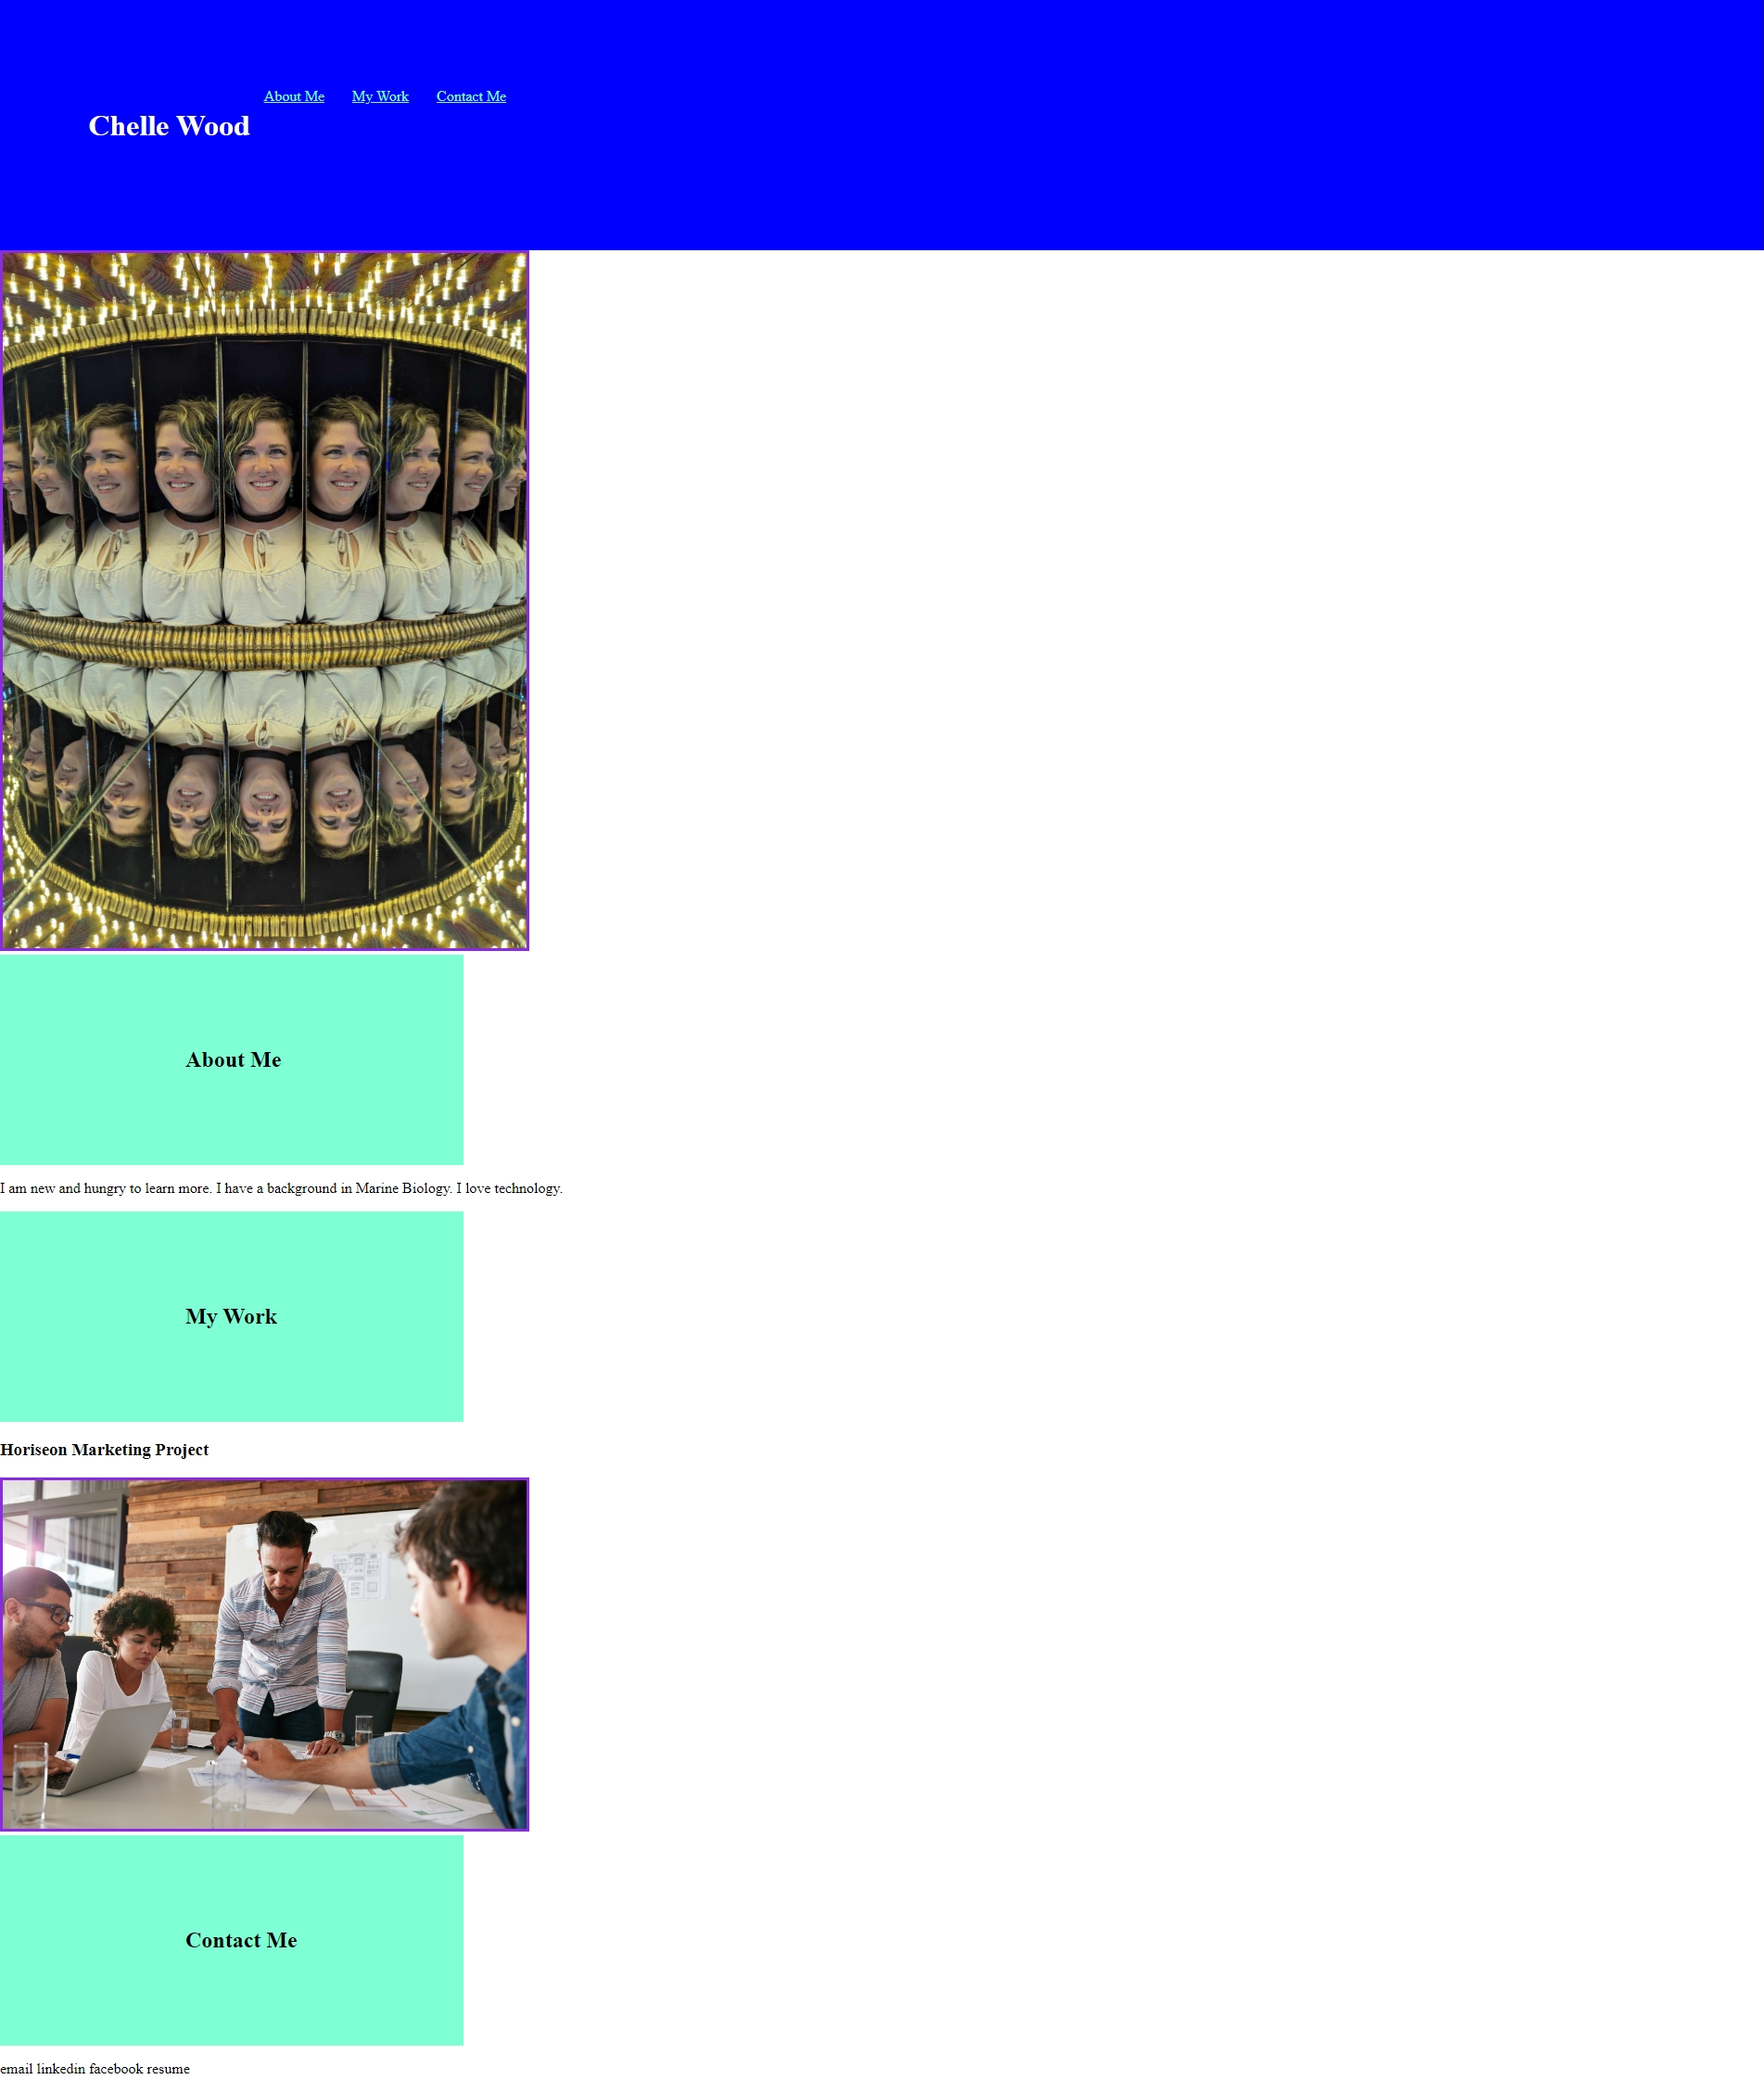 About Me My Work Contact Me
Chelle Wood
About Me
I am new and hungry to learn more. I have a background in Marine Biology. I love technology.
My Work
Horiseon Marketing Project
Contact Me
email linkedin facebook resume